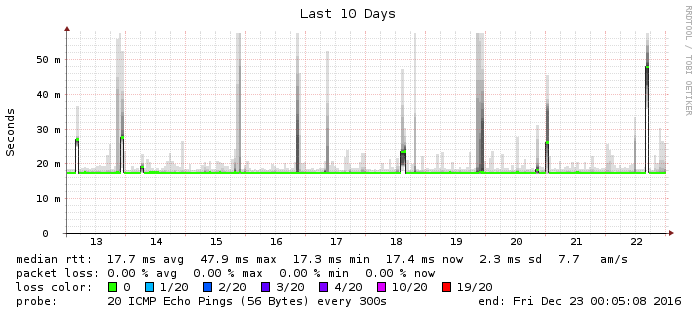 Last 10 Days
RRDTOOL / TOBI OETIKER
Seconds
50 m
40 m
30 m
20 m
10 m
0
13 14 15 16 17 18 19 20 21 22
median rtt: 17.7 ms avg 47.9 ms max 17.3 ms min 17.4 ms now 2.3 ms sd 7.7 am/s
packet loss: 0.00 % avg 0.00 % max 0.00 % min 0.00 % now
loss color: 0 1/20 2/20 3/20 4/20 10/20 19/20
probe: 20 ICMP Echo Pings (56 Bytes) every 300s end: Fri Dec 23 00:05:08 2016